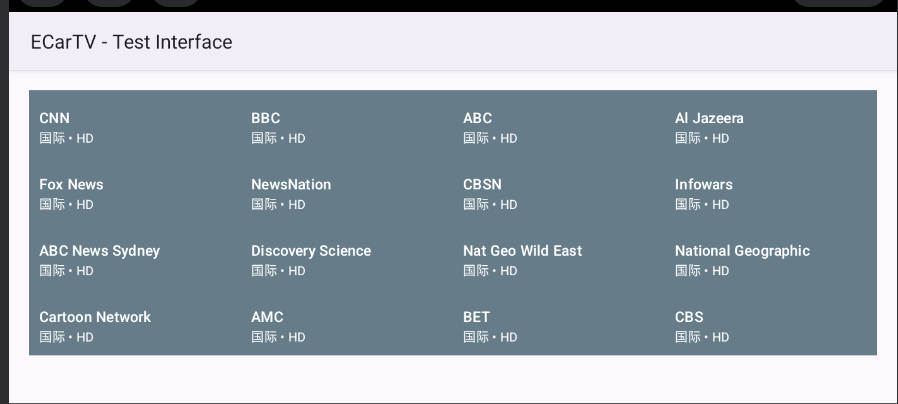 ECarTV - Test Interface
CNN
国际 • HD
BBC
国际 • HD
ABC
国际 • HD
Al Jazeera
国际 • HD
Fox News
国际 • HD
NewsNation
国际 • HD
CBSN
国际 • HD
Infowars
国际 • HD
ABC News Sydney
国际 • HD
Discovery Science
国际 • HD
Nat Geo Wild East
国际 • HD
National Geographic
国际 • HD
Cartoon Network
国际 • HD
AMC
国际 • HD
BET
国际 • HD
CBS
国际 • HD